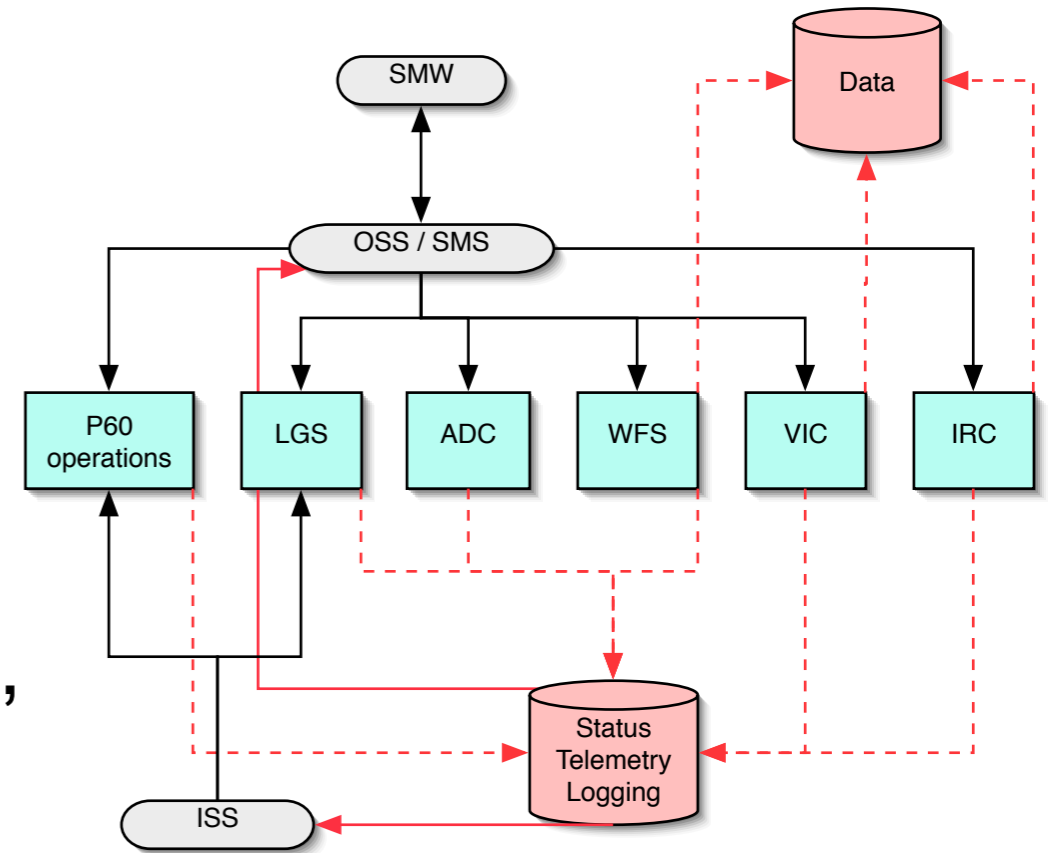 SMW
Data
OSS / SMS
P60
operations
LGS
ADC
WFS
VIC
IRC
,
Status
Telemetry
Logging
ISS